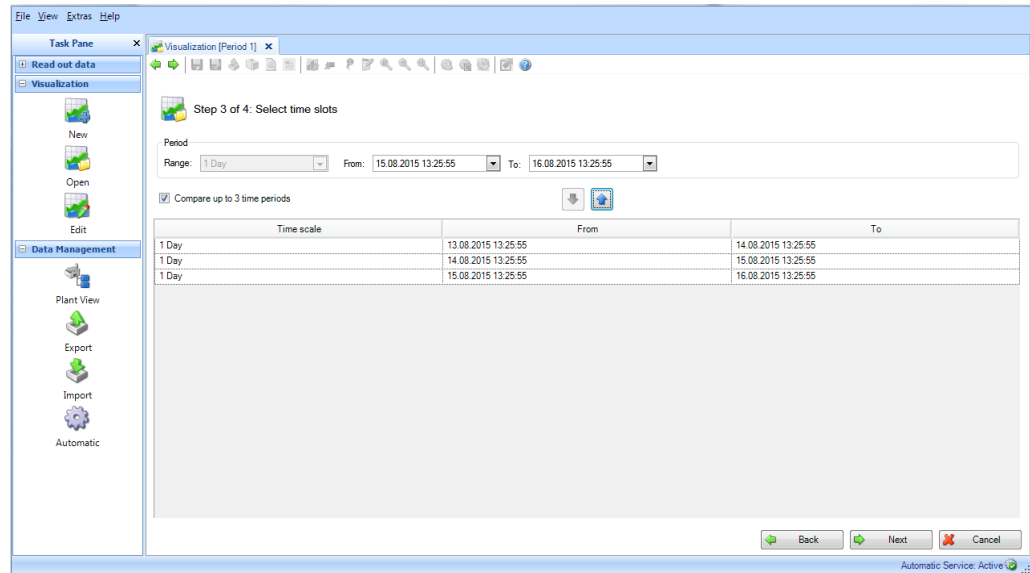 File View Extras Help
Task Pane
Visualization [Period 1]
Read out data
Visualization
New
Open
Edit
Data Management
Plant View
Export
Import
Automatic
Step 3 of 4: Select time slots
Period
Range: 1 Day From: 15.08.2015 13:25:55 To: 16.08.2015 13:25:55
Compare up to 3 time periods
Time scale From To
1 Day 13.08.2015 13:25:55 14.08.2015 13:25:55
1 Day 14.08.2015 13:25:55 15.08.2015 13:25:55
1 Day 15.08.2015 13:25:55 16.08.2015 13:25:55
Back Next Cancel
Automatic Service: Active